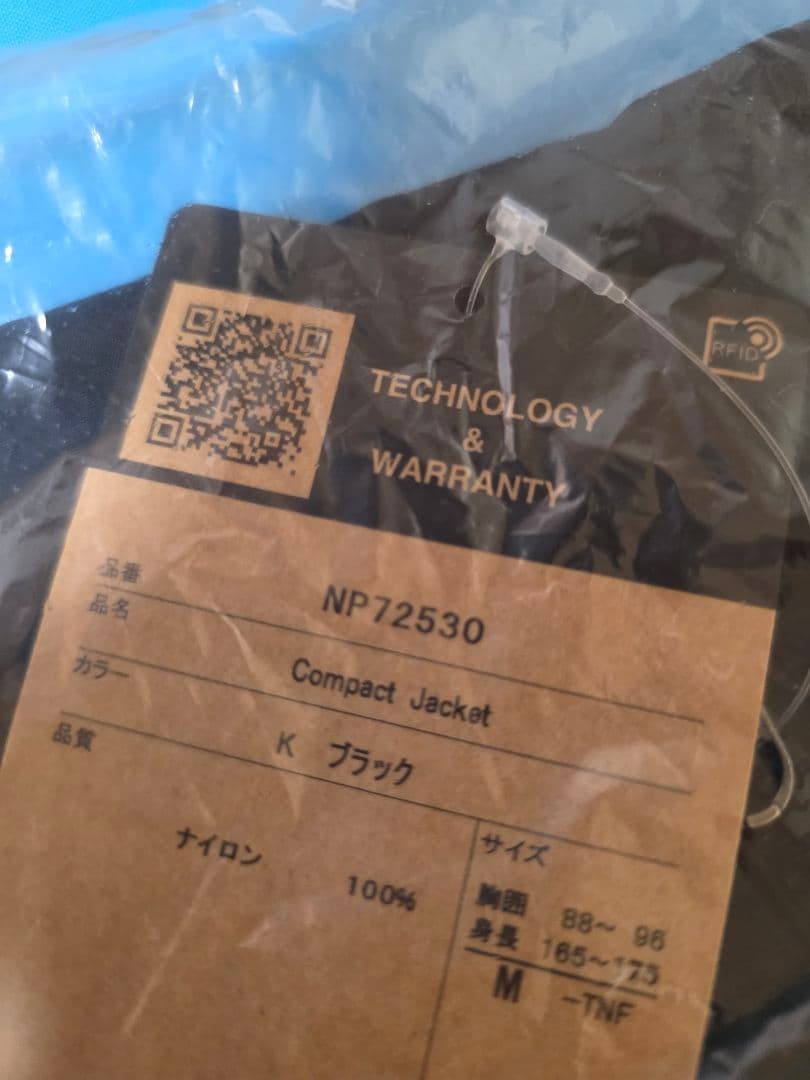 RFID
TECHNOLOGY
&
WARRANTY
品番 NP72530
品名 Compact Jacket
カラー K ブラック
品質
ナイロン 100%
サイズ
胸囲 88～ 96
身長 165～175
M -TNF